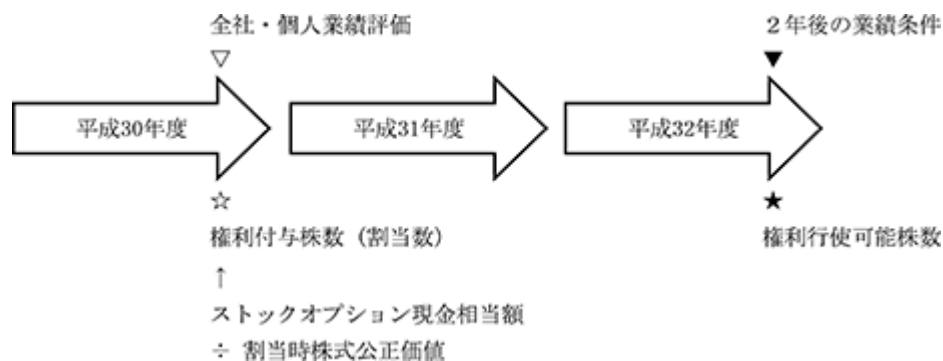 全社・個人業績評価
２年後の業績条件
▽
▼
平成30年度
平成31年度
平成32年度
☆
★
権利付与株数（割当数）
権利行使可能株数
↑
ストックオプション現金相当額
÷ 割当時株式公正価値